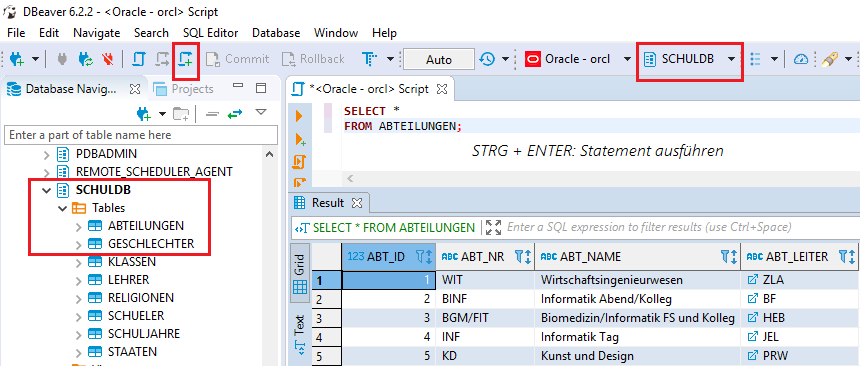 DBeaver 6.2.2 - <Oracle - orcl> Script
File Edit Navigate Search SQL Editor Database Window Help
Commit Rollback Auto Oracle - orcl SCHULDB
Database Navig... Projects
Enter a part of table name here
PDBADMIN
REMOTE_SCHEDULER_AGENT
SCHULDB
Tables
ABTEILUNGEN
GESCHLECHTER
KLASSEN
LEHRER
RELIGIONEN
SCHUELER
SCHULJAHRE
STAATEN
*<Oracle - orcl> Script
SELECT *
FROM ABTEILUNGEN;
STRG + ENTER: Statement ausführen
Result
SELECT * FROM ABTEILUNGEN Enter a SQL expression to filter results (use Ctrl+Space)
Grid
Text
123 ABT_ID ABC ABT_NR ABC ABT_NAME ABC ABT_LEITER
1 1 WIT Wirtschaftsingenieurwesen ZLA
2 2 BINF Informatik Abend/Kolleg BF
3 3 BGM/FIT Biomedizin/Informatik FS und Kolleg HEB
4 4 INF Informatik Tag JEL
5 5 KD Kunst und Design PRW